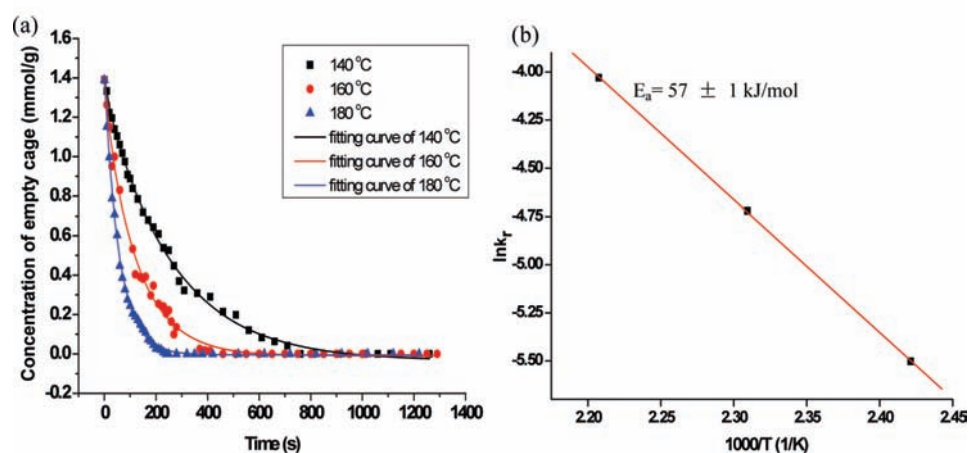 (a)
1.6
1.4
1.2
1.0
0.8
0.6
0.4
0.2
0.0
-0.2
Concentration of empty cage (mmol/g)
140 °C
160 °C
180 °C
fitting curve of 140 °C
fitting curve of 160 °C
fitting curve of 180 °C
0 200 400 600 800 1000 1200 1400
Time (s)
(b)
-4.00
-4.25
-4.50
-4.75
-5.00
-5.25
-5.50
lnkr
Ea= 57 ± 1 kJ/mol
2.20 2.25 2.30 2.35 2.40 2.45
1000/T (1/K)